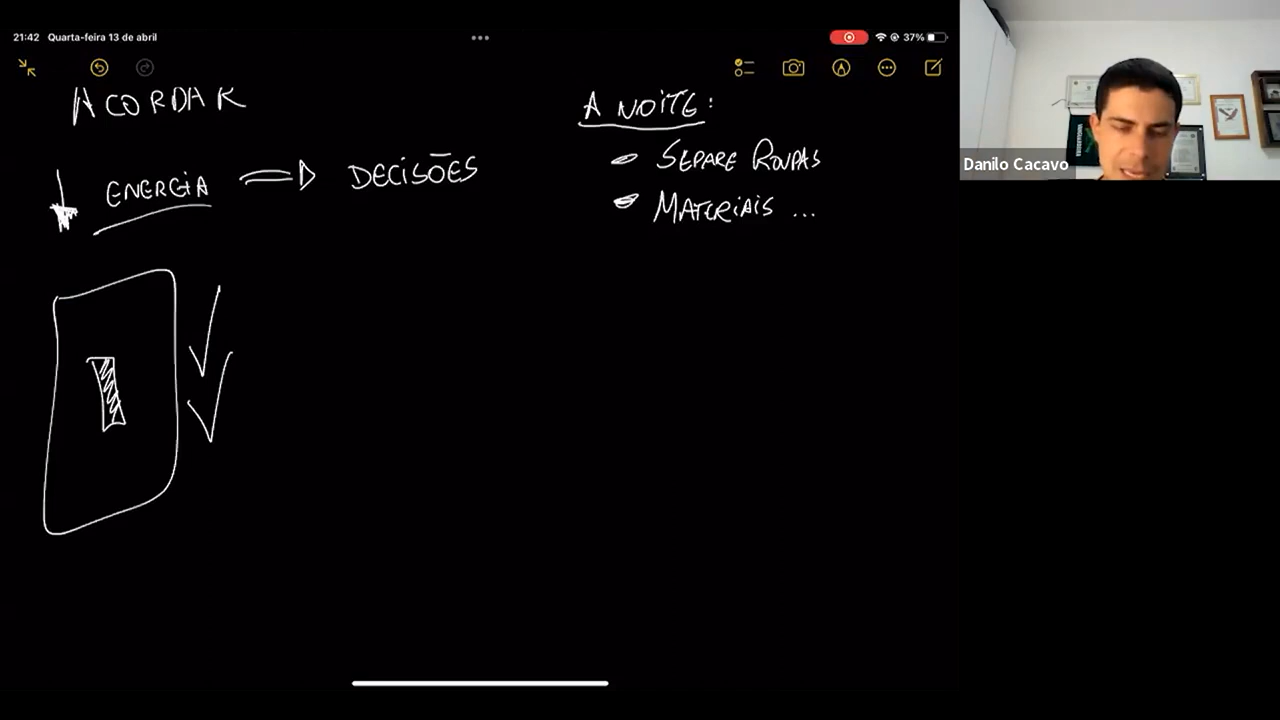 21:42 Quarta-feira 13 de abril
37%
ACORDAR
ENERGIA DECISÕES
A NOITE:
SEPARE ROUPAS
MATERIAIS ...
Danilo Cacavo